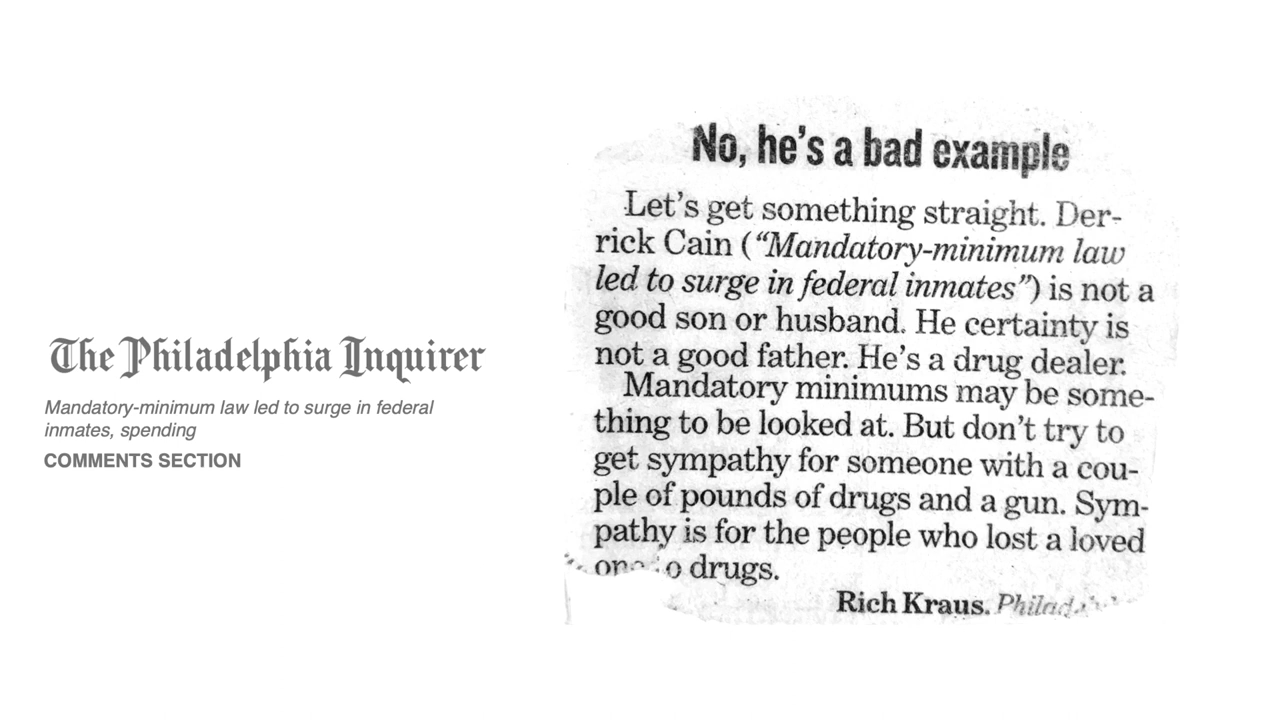 The Philadelphia Inquirer
Mandatory-minimum law led to surge in federal
inmates, spending
COMMENTS SECTION
No, he's a bad example
Let's get something straight. Der-
rick Cain (“Mandatory-minimum law
led to surge in federal inmates”) is not a
good son or husband. He certainty is
not a good father. He's a drug dealer.
Mandatory minimums may be some-
thing to be looked at. But don't try to
get sympathy for someone with a cou-
ple of pounds of drugs and a gun. Sym-
pathy is for the people who lost a loved
drugs.
Rich Kraus.